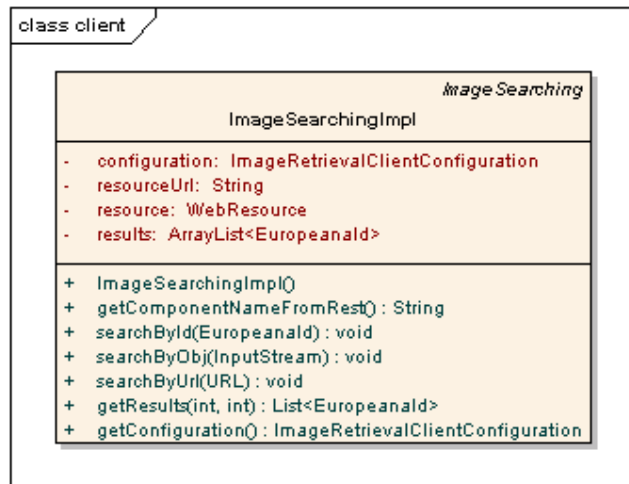 class client
ImageSearching
ImageSearchingImpl
- configuration: ImageRetrievalClientConfiguration
- resourceUrl: String
- resource: WebResource
- results: ArrayList<EuropeanaId>
+ ImageSearchingImpl()
+ getComponentNameFromRest() : String
+ searchById(EuropeanaId) : void
+ searchByObj(InputStream) : void
+ searchByUrl(URL) : void
+ getResults(int, int) : List<EuropeanaId>
+ getConfiguration() : ImageRetrievalClientConfiguration